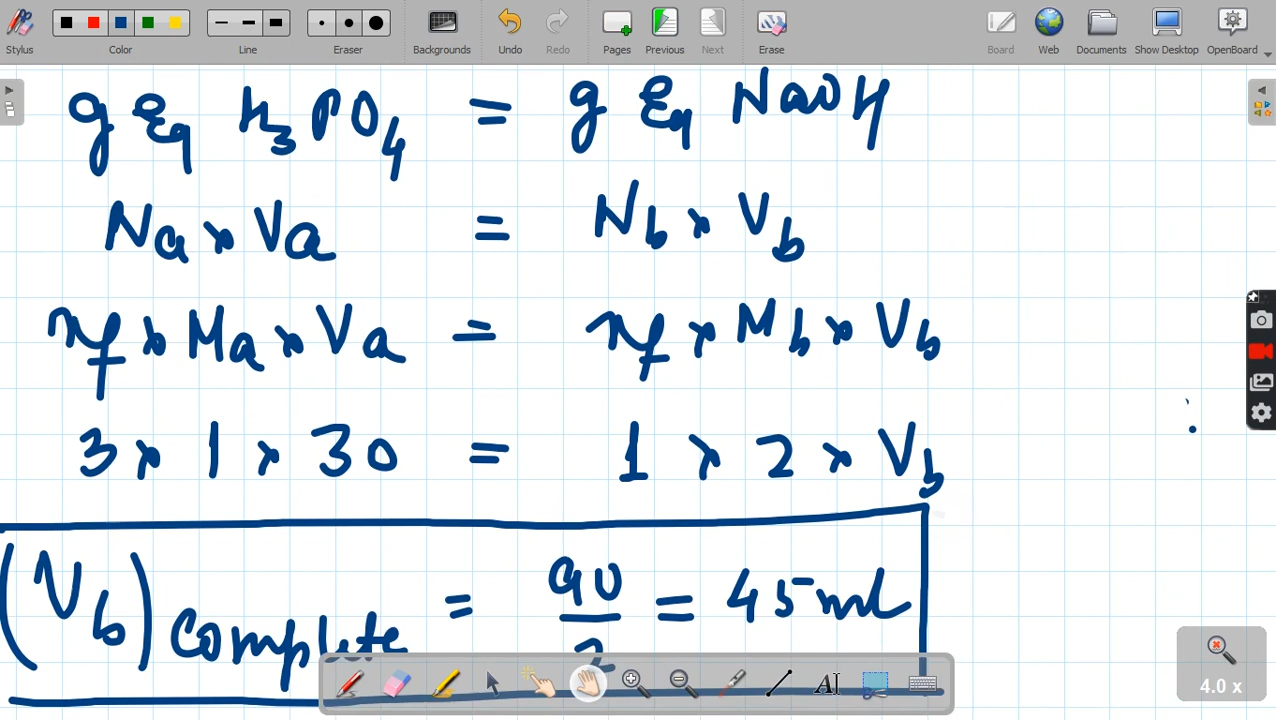 Stylus Color Line Eraser Backgrounds Undo Redo Pages Previous Next Erase Board Web Documents Show Desktop OpenBoard
g Eq H3PO4 = g Eq NaOH
Na × Va = Nb × Vb
nf × Ma × Va = nf × Mb × Vb
3 × 1 × 30 = 1 × 2 × Vb
(Vb)complete = 90/2 = 45 ml
4.0 x